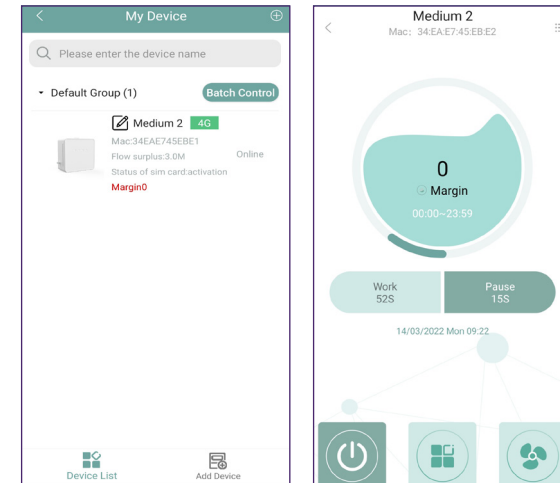 My Device
Please enter the device name
Default Group (1)
Batch Control
Medium 2 4G
Mac:34EAE745EBE1
Flow surplus:3.0M
Online
Status of sim card:activation
Margin0
Device List
Add Device
Medium 2
Mac: 34:EA:E7:45:EB:E2
0
Margin
00:00~23:59
Work
52S
Pause
15S
14/03/2022 Mon 09:22